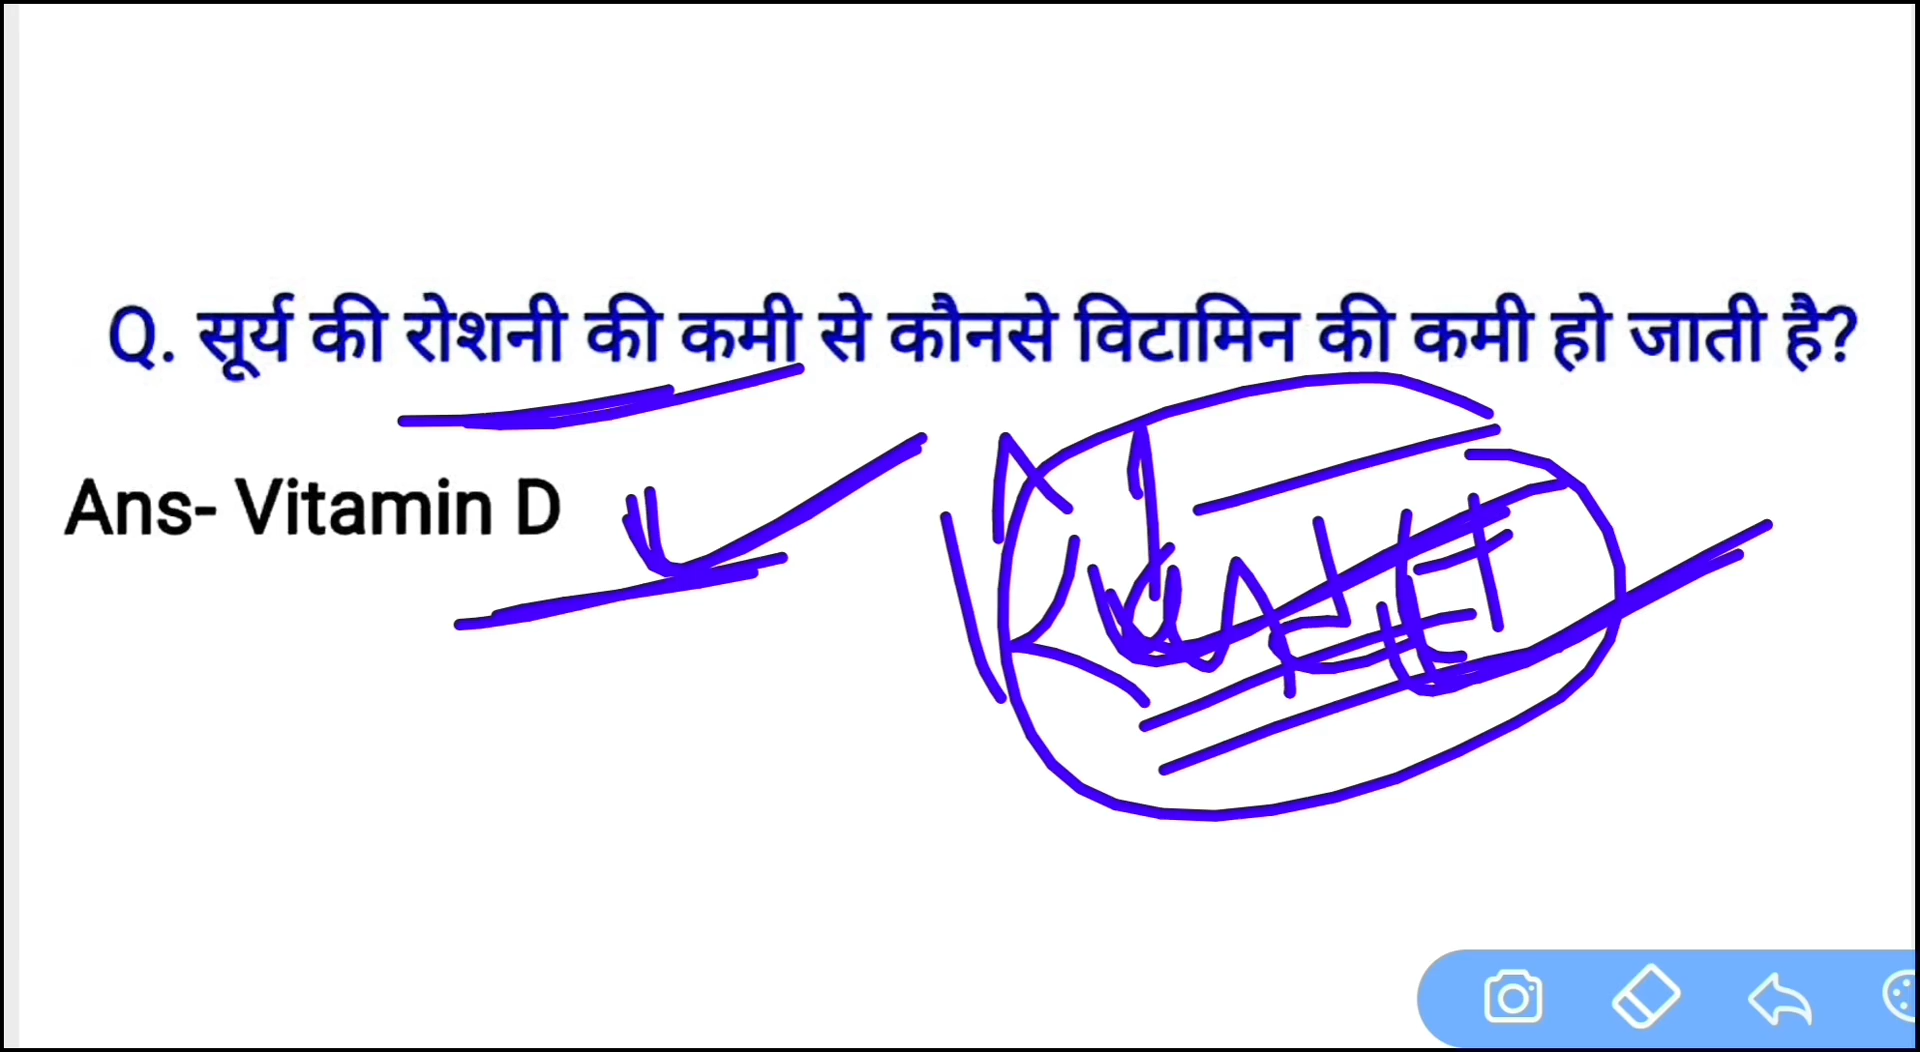 Q. सूर्य की रोशनी की कमी से कौनसे विटामिन की कमी हो जाती है?
Ans- Vitamin D